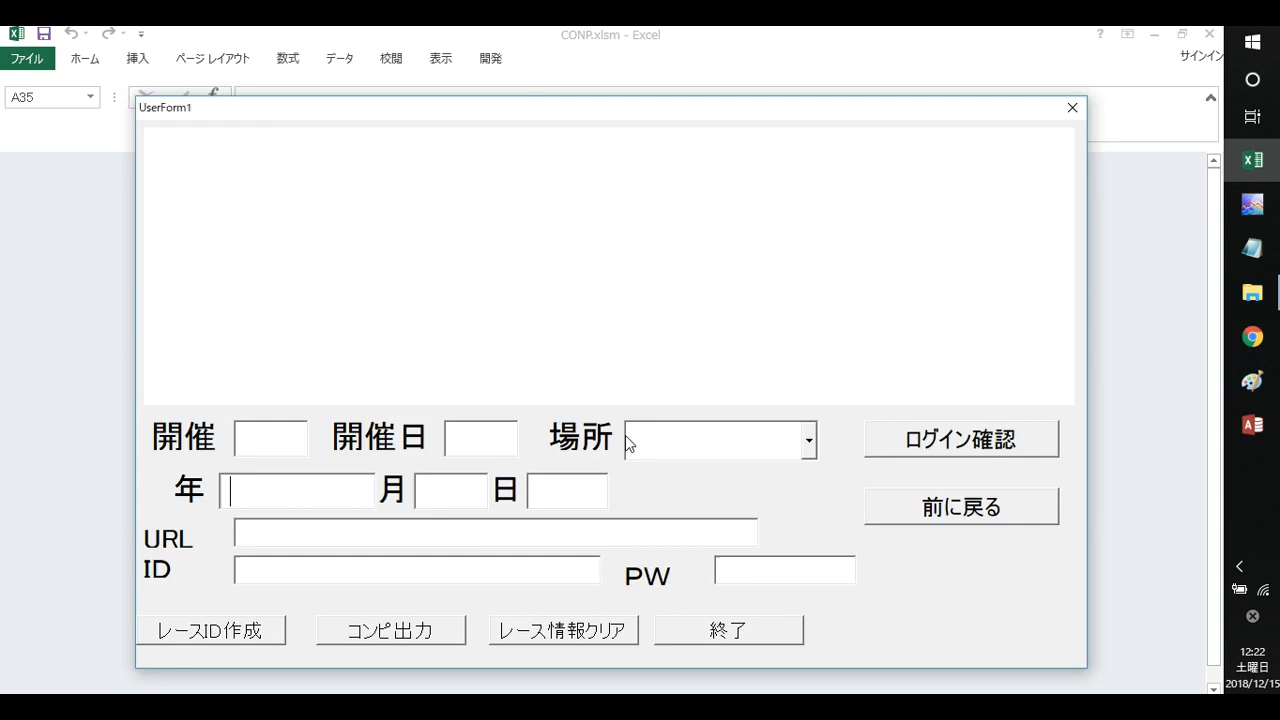 CONP.xlsm - Excel
ファイル ホーム 挿入 ページ レイアウト 数式 データ 校閲 表示 開発 サインイン
A35
UserForm1
開催 開催日 場所 ログイン確認
年 月 日 前に戻る
URL
ID PW
レースID作成 コンピ出力 レース情報クリア 終了
12:22
土曜日
2018/12/15